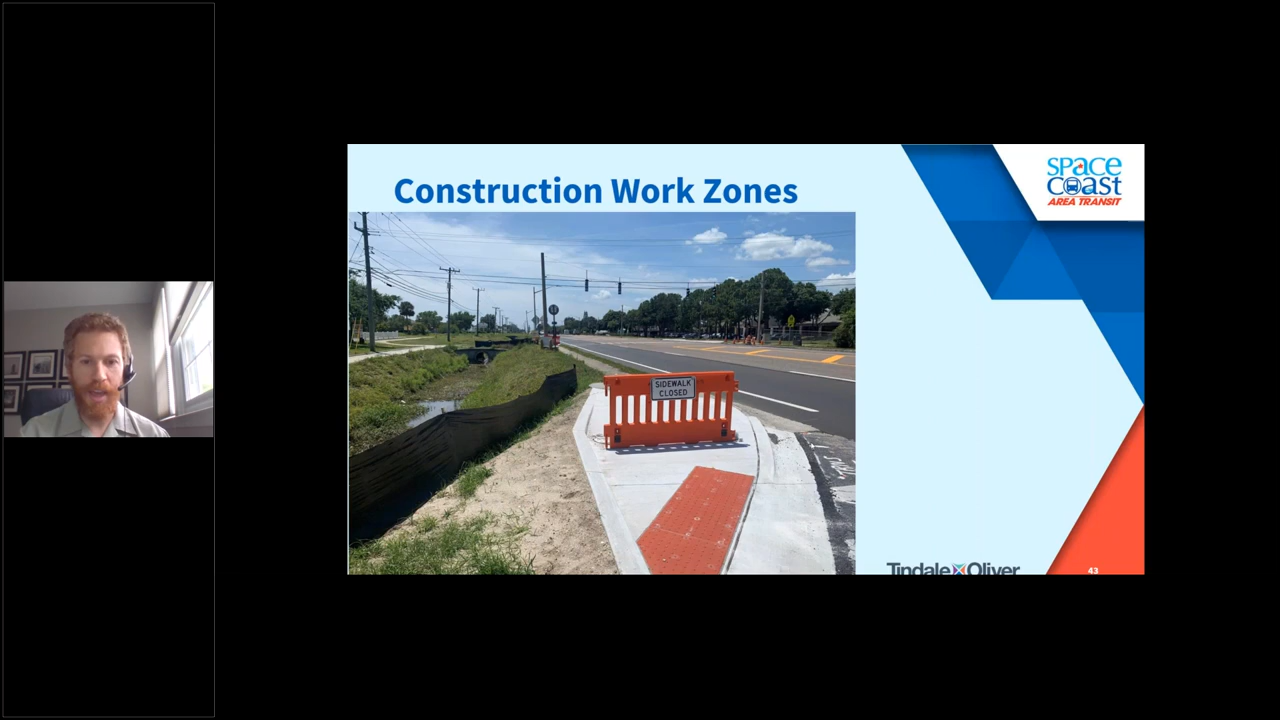 Construction Work Zones
space
coast
AREA TRANSIT
SIDEWALK
CLOSED
Tindale Oliver
43